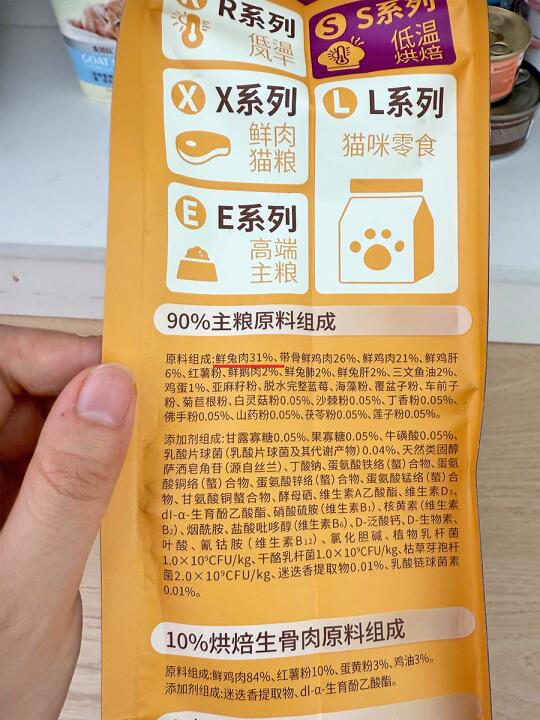 R系列
低温
风干
S
S系列
低温
烘焙
X
X系列
鲜肉
猫粮
L
L系列
猫咪零食
E
E系列
高端
主粮
90%主粮原料组成
原料组成:鲜兔肉31%、带骨鲜鸡肉26%、鲜鸡肉21%、鲜鸡肝
6%、红薯粉、鲜鹅肉2%、鲜兔肺2%、鲜兔肝2%、三文鱼油2%、
鸡蛋1%、亚麻籽粉、脱水完整蓝莓、海藻粉、覆盆子粉、车前子
粉、菊苣根粉、白灵菇粉0.05%、沙棘粉0.05%、丁香粉0.05%、
佛手粉0.05%、山药粉0.05%、茯苓粉0.05%、莲子粉0.05%。
添加剂组成:甘露寡糖0.05%、果寡糖0.05%、牛磺酸0.05%、
乳酸片球菌（乳酸片球菌及其代谢产物）0.04%、天然类固醇
萨洒皂角苷（源自丝兰）、丁酸钠、蛋氨酸铁络（螯）合物、蛋氨
酸铜络（螯）合物、蛋氨酸锌络（螯）合物、蛋氨酸锰络（螯）合
物、甘氨酸铜螯合物、酵母硒、维生素A乙酸酯、维生素D₃、
dl-α-生育酚乙酸酯、硝酸硫胺（维生素B₁）、核黄素（维生素
B₂）、烟酰胺、盐酸吡哆醇（维生素B₆）、D-泛酸钙、D-生物素、
叶酸、氰钴胺（维生素B₁₂）、氯化胆碱、植物乳杆菌
1.0×10⁹CFU/kg、干酪乳杆菌1.0×10⁹CFU/kg、枯草芽孢杆
菌2.0×10⁹CFU/kg、迷迭香提取物0.01%、乳酸链球菌素
0.01%。
10%烘焙生骨肉原料组成
原料组成:鲜鸡肉84%、红薯粉10%、蛋黄粉3%、鸡油3%。
添加剂组成:迷迭香提取物、dl-α-生育酚乙酸酯。